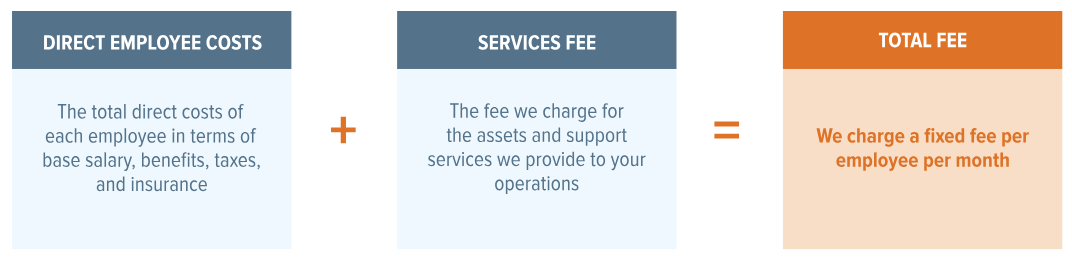 DIRECT EMPLOYEE COSTS
The total direct costs of
each employee in terms of
base salary, benefits, taxes,
and insurance
+
SERVICES FEE
The fee we charge for
the assets and support
services we provide to your
operations
=
TOTAL FEE
We charge a fixed fee per
employee per month